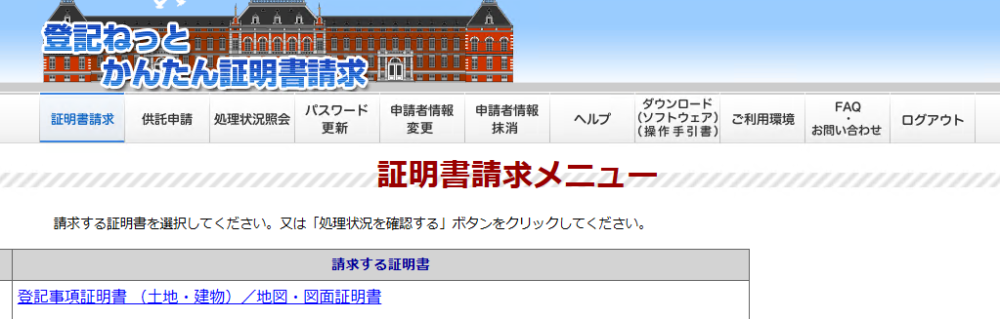 登記ねっと
かんたん証明書請求
証明書請求
供託申請
処理状況照会
パスワード
更新
申請者情報
変更
申請者情報
抹消
ヘルプ
ダウンロード
(ソフトウェア)
(操作手引書)
ご利用環境
FAQ
・
お問い合わせ
ログアウト
証明書請求メニュー
請求する証明書を選択してください。又は「処理状況を確認する」ボタンをクリックしてください。
請求する証明書
登記事項証明書 （土地・建物）／地図・図面証明書